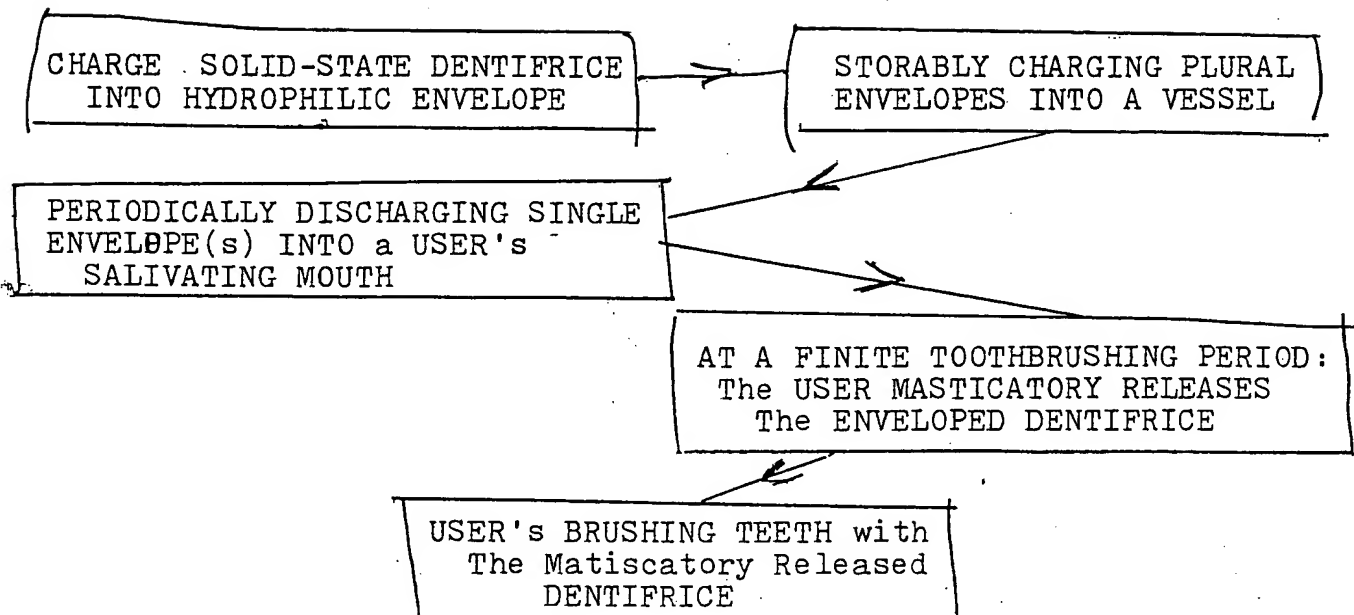 CHARGE SOLID-STATE DENTIFRICE
INTO HYDROPHILIC ENVELOPE
STORABLY CHARGING PLURAL
ENVELOPES INTO A VESSEL
PERIODICALLY DISCHARGING SINGLE
ENVELOPE(s) INTO a USER's
SALIVATING MOUTH
AT A FINITE TOOTHBRUSHING PERIOD:
The USER MASTICATORY RELEASES
The ENVELOPED DENTIFRICE
USER's BRUSHING TEETH with
The Matiscatory Released
DENTIFRICE